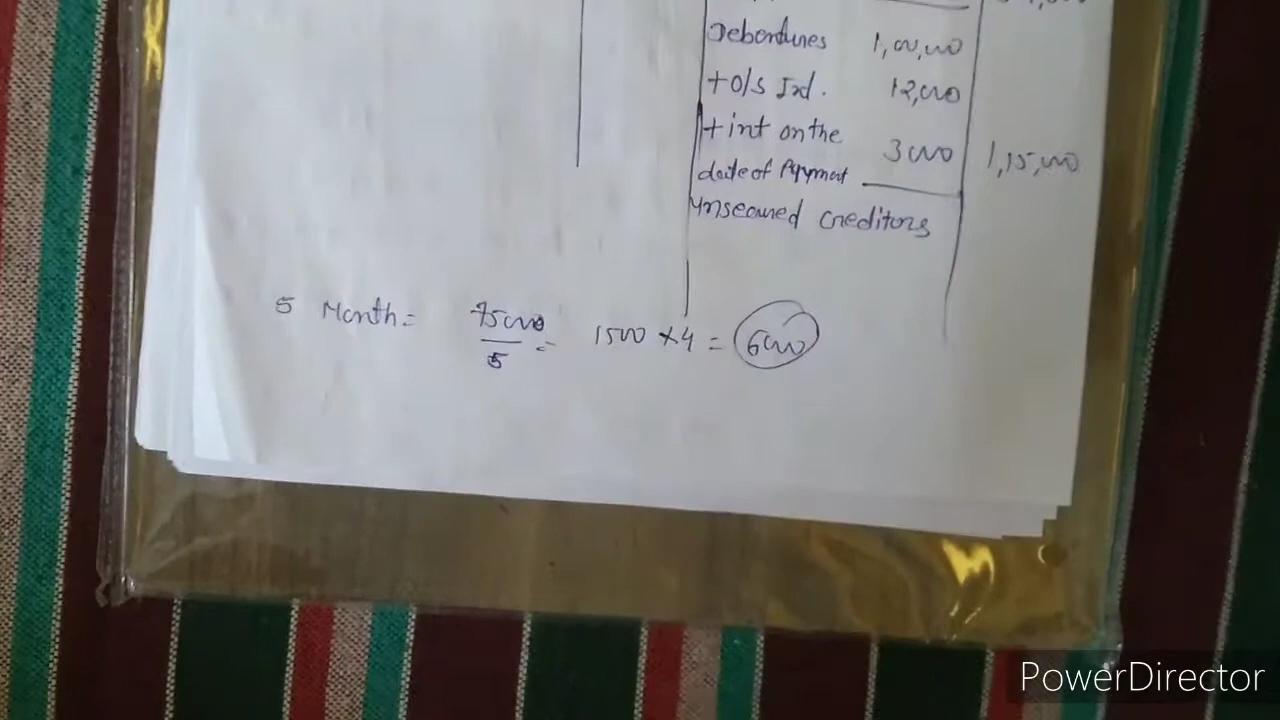 Debentures 1,00,000
+ O/s Int. 12,000
+ int on the
date of Payment 3000 1,15,000
Unsecured Creditors
5 Month = 7500/5 = 1500 × 4 = 6000
PowerDirector